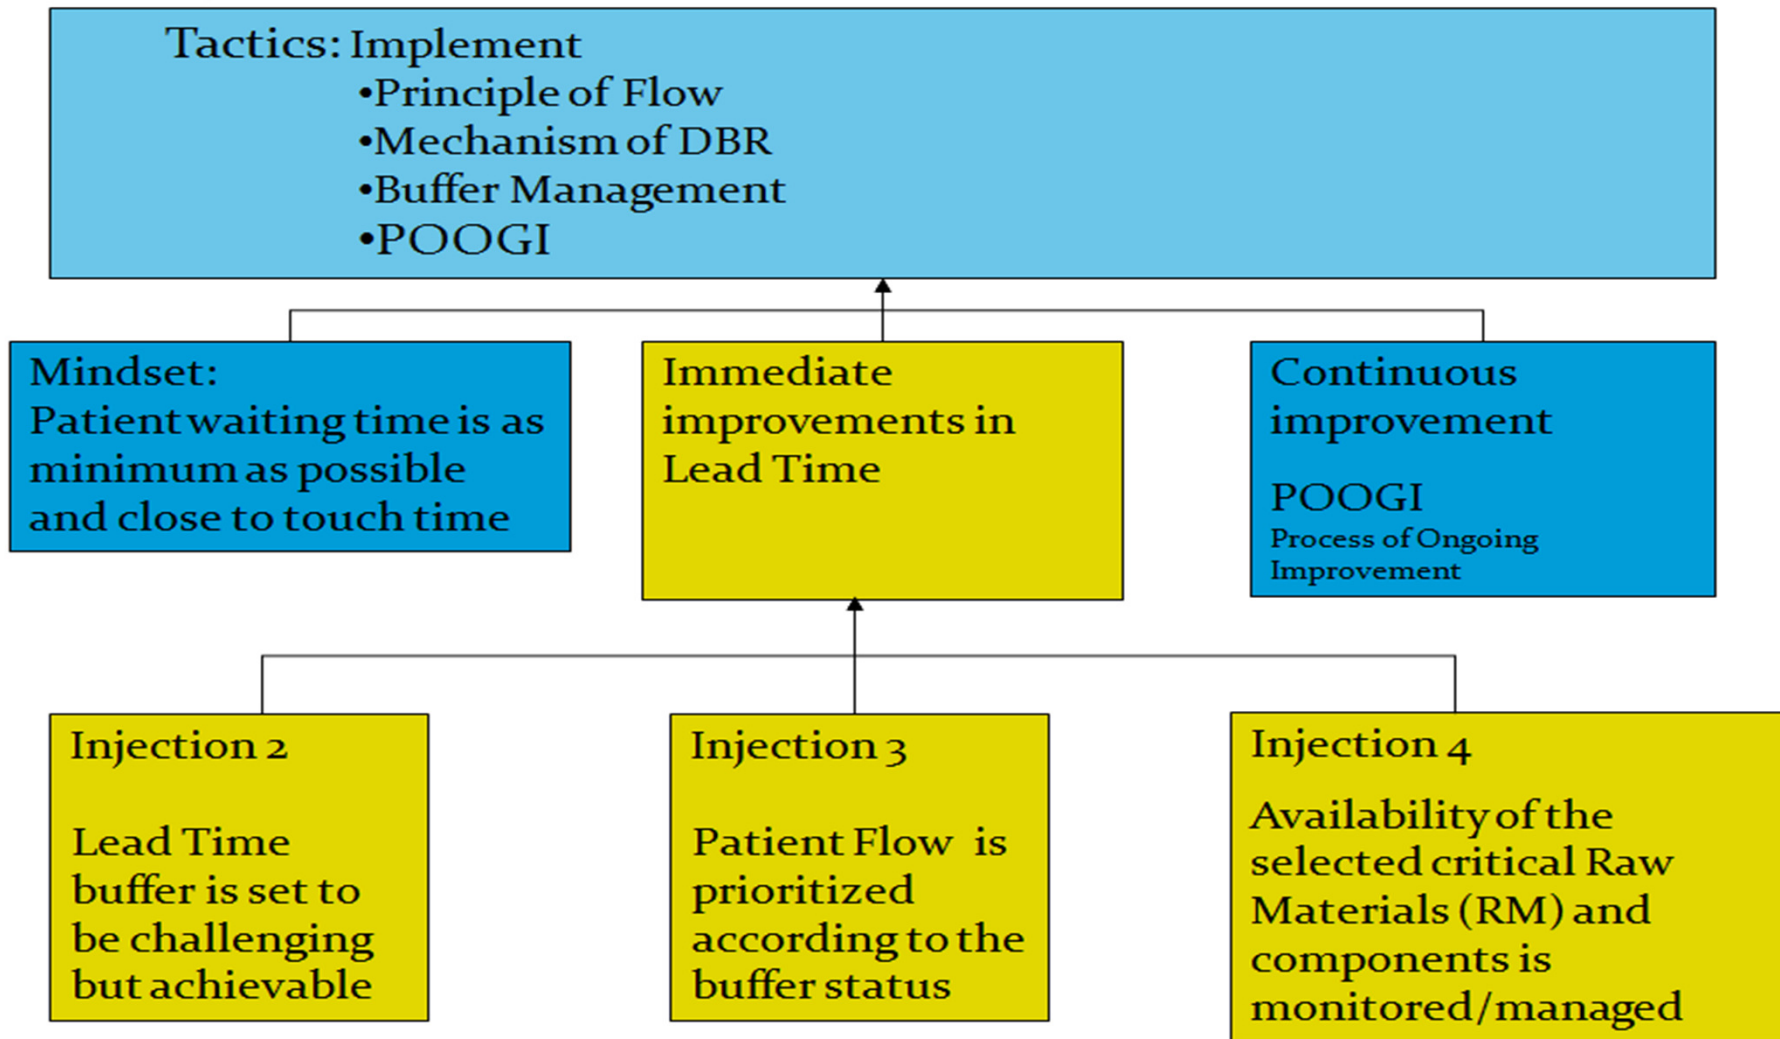 Tactics: Implement
•Principle of Flow
•Mechanism of DBR
•Buffer Management
•POOGI
Mindset:
Patient waiting time is as
minimum as possible
and close to touch time
Immediate
improvements in
Lead Time
Continuous
improvement
POOGI
Process of Ongoing
Improvement
Injection 2
Lead Time
buffer is set to
be challenging
but achievable
Injection 3
Patient Flow is
prioritized
according to the
buffer status
Injection 4
Availability of the
selected critical Raw
Materials (RM) and
components is
monitored/managed